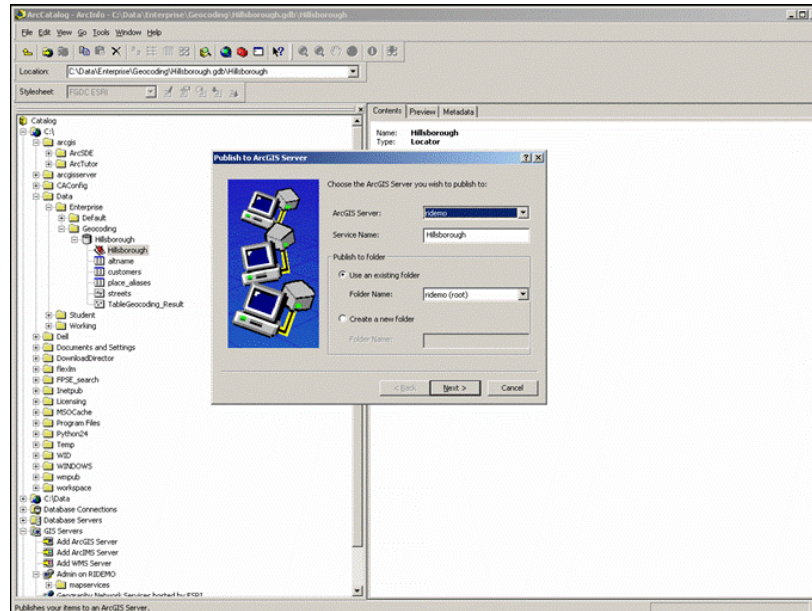 ArcCatalog - ArcInfo - C:\Data\Enterprise\Geocoding\Hillsborough.gdb\Hillsborough
File Edit View Go Tools Window Help
Location: C:\Data\Enterprise\Geocoding\Hillsborough.gdb\Hillsborough
Stylesheet: FGDC ESRI
Catalog
C:\
arcgis
ArcSDE
ArcTutor
arcgisserver
CAConfig
Data
Enterprise
Default
Geocoding
Hillsborough
Hillsborough
altname
customers
place_aliases
streets
TableGeocoding_Result
Student
Working
Dell
Documents and Settings
DownloadDirector
flexlm
FPSE_search
Inetpub
Licensing
MSOCache
Program Files
Python24
Temp
WID
WINDOWS
wmpub
workspace
C:\Data
Database Connections
Database Servers
GIS Servers
Add ArcGIS Server
Add ArcIMS Server
Add WMS Server
Admin on RIDEMO
mapservices
Geography Network Services hosted by ESRI
Contents Preview Metadata
Name: Hillsborough
Type: Locator
Publish to ArcGIS Server
Choose the ArcGIS Server you wish to publish to:
ArcGIS Server: ridemo
Service Name: Hillsborough
Publish to folder
Use an existing folder
Folder Name: ridemo (root)
Create a new folder
Folder Name:
< Back Next > Cancel
Publishes your items to an ArcGIS Server.